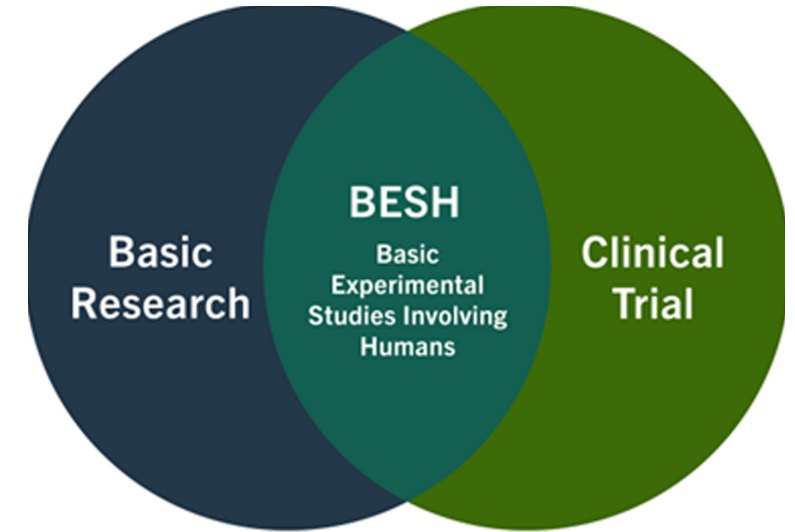 Basic
Research
BESH
Basic
Experimental
Studies Involving
Humans
Clinical
Trial